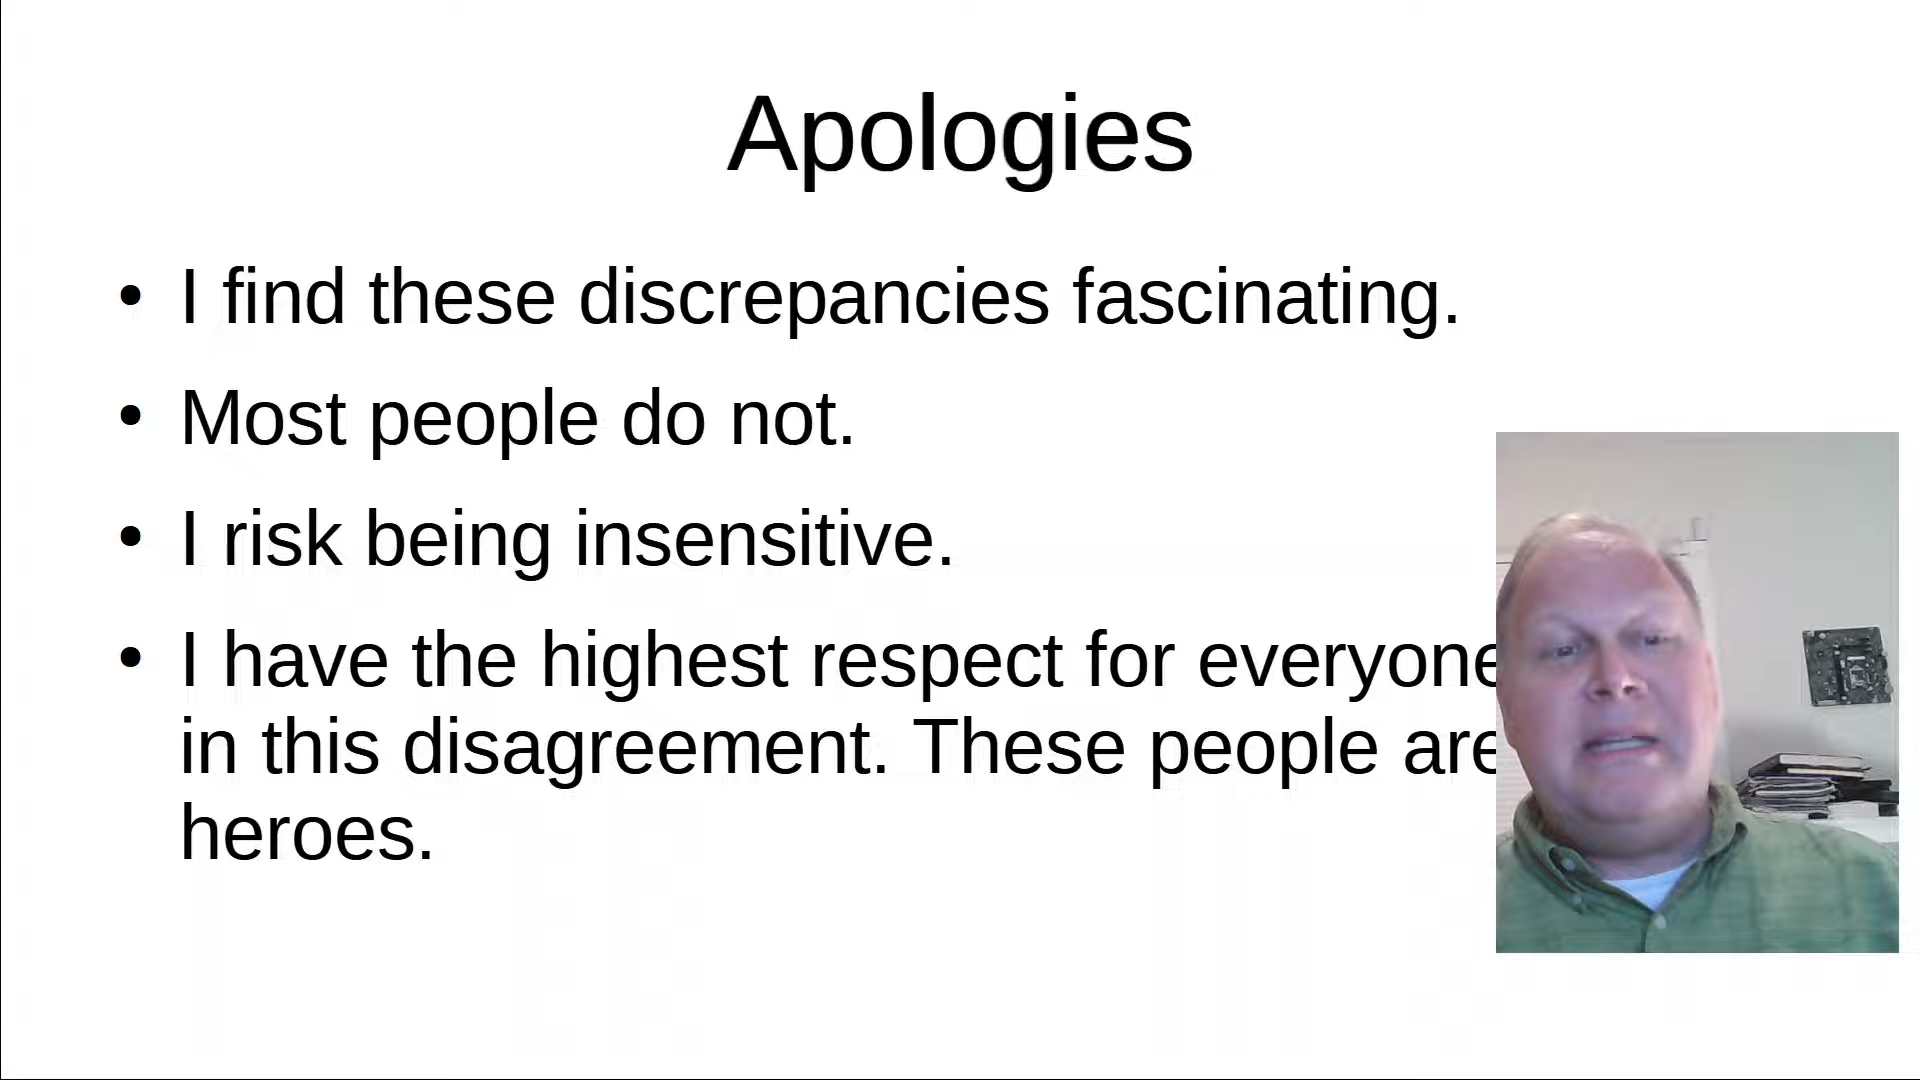 Apologies
• I find these discrepancies fascinating.
• Most people do not.
• I risk being insensitive.
• I have the highest respect for everyone
in this disagreement. These people are
heroes.